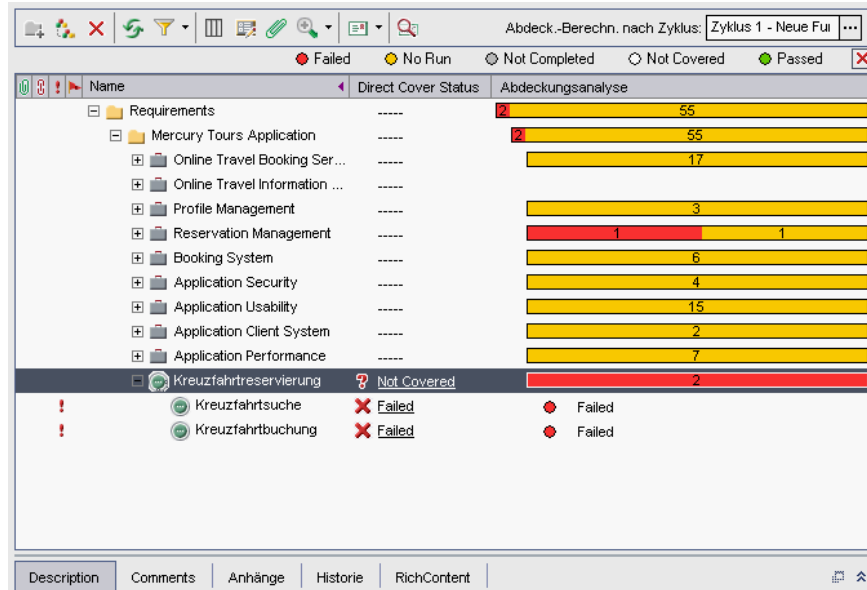 Abdeck.-Berechn. nach Zyklus: Zyklus 1 - Neue Fui ...
Failed No Run Not Completed Not Covered Passed
Name Direct Cover Status Abdeckungsanalyse
Requirements ----- 2 55
Mercury Tours Application ----- 2 55
Online Travel Booking Ser... ----- 17
Online Travel Information ... -----
Profile Management ----- 3
Reservation Management ----- 1 1
Booking System ----- 6
Application Security ----- 4
Application Usability ----- 15
Application Client System ----- 2
Application Performance ----- 7
Kreuzfahrtreservierung Not Covered 2
Kreuzfahrtsuche Failed Failed
Kreuzfahrtbuchung Failed Failed
Description Comments Anhänge Historie RichContent